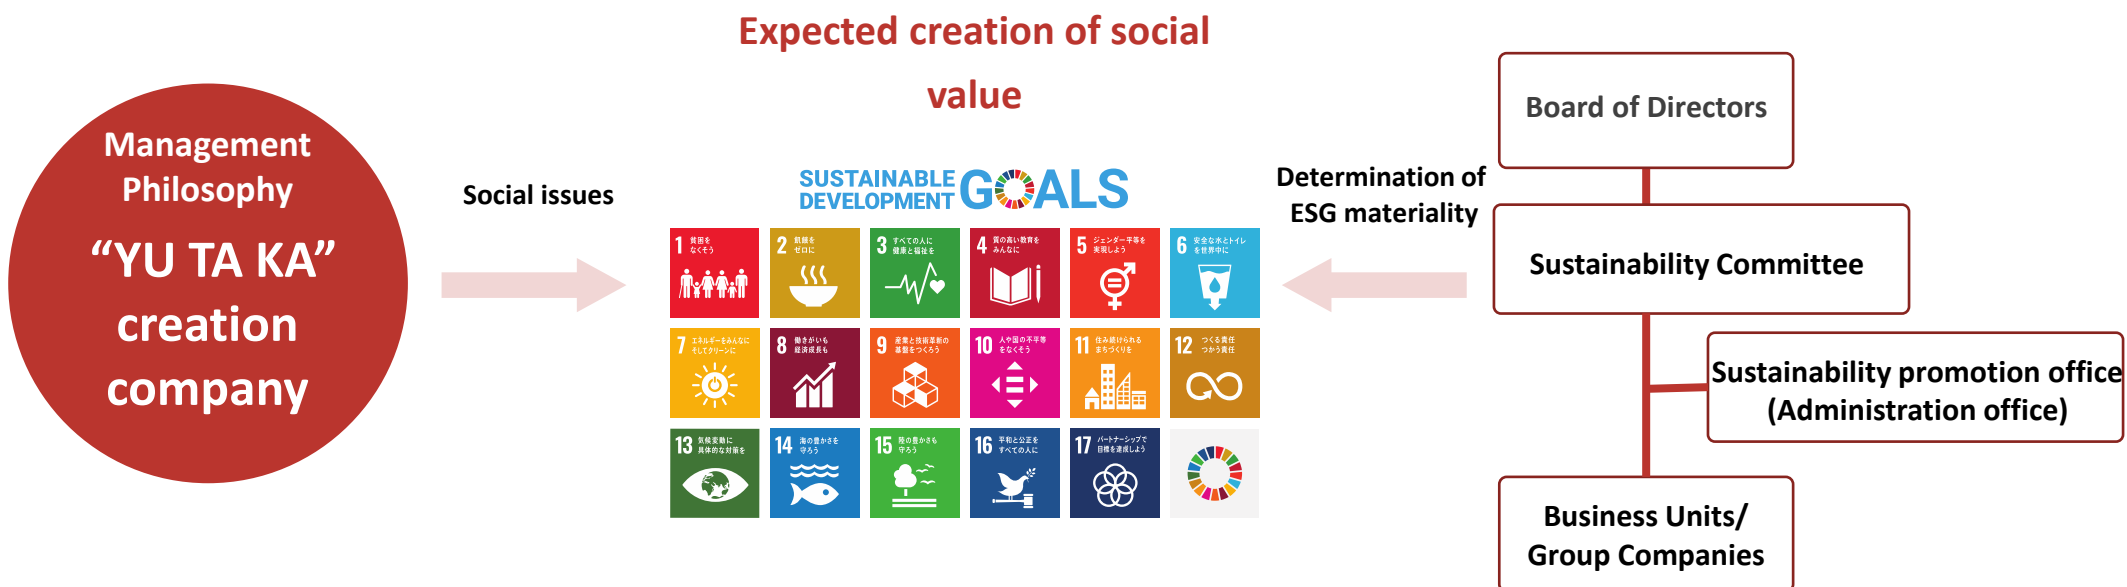 Expected creation of social
value
Management
Philosophy
“YU TA KA”
creation
company
Social issues
SUSTAINABLE
DEVELOPMENT
GOALS
1 貧困を
なくそう
2 飢餓を
ゼロに
3 すべての人に
健康と福祉を
4 質の高い教育を
みんなに
5 ジェンダー平等を
実現しよう
6 安全な水とトイレ
を世界中に
7 エネルギーをみんなに
そしてクリーンに
8 働きがいも
経済成長も
9 産業と技術革新の
基盤をつくろう
10 人や国の不平等
をなくそう
11 住み続けられる
まちづくりを
12 つくる責任
つかう責任
13 気候変動に
具体的な対策を
14 海の豊かさを
守ろう
15 陸の豊かさも
守ろう
16 平和と公正を
すべての人に
17 パートナーシップで
目標を達成しよう
Determination of
ESG materiality
Board of Directors
Sustainability Committee
Sustainability promotion office
(Administration office)
Business Units/
Group Companies